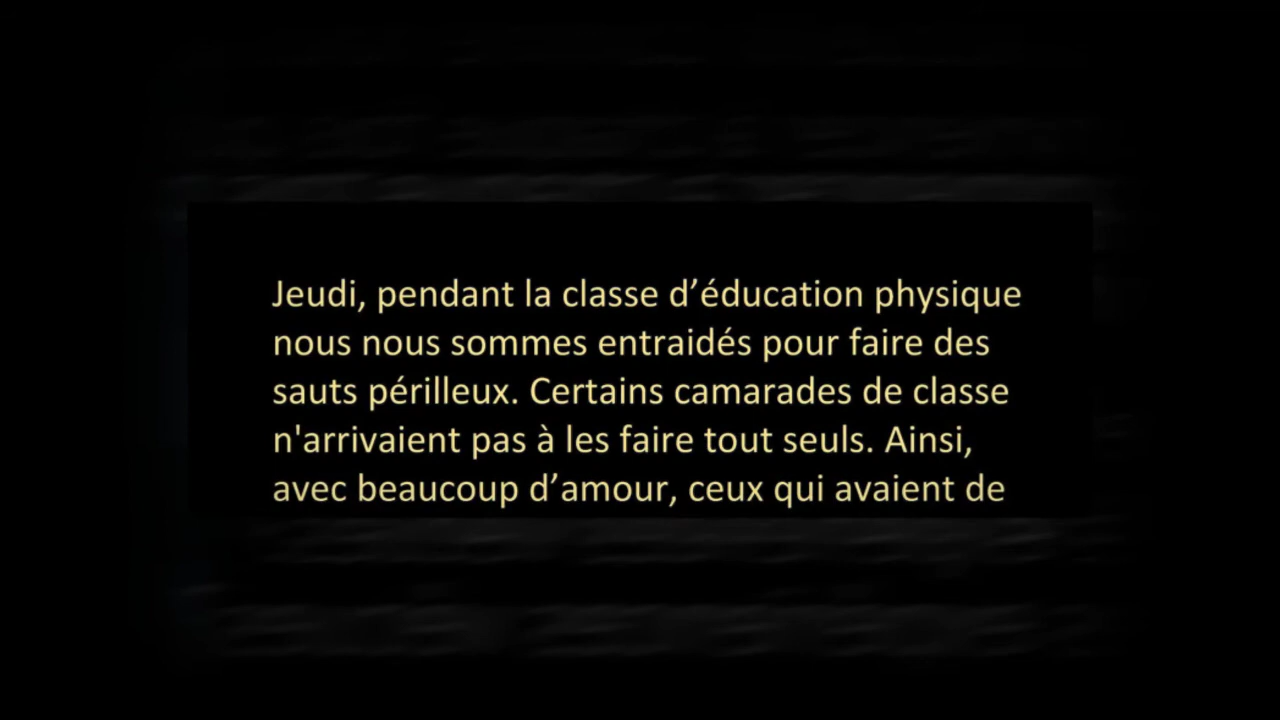 Jeudi, pendant la classe d’éducation physique
nous nous sommes entraidés pour faire des
sauts périlleux. Certains camarades de classe
n'arrivaient pas à les faire tout seuls. Ainsi,
avec beaucoup d’amour, ceux qui avaient de